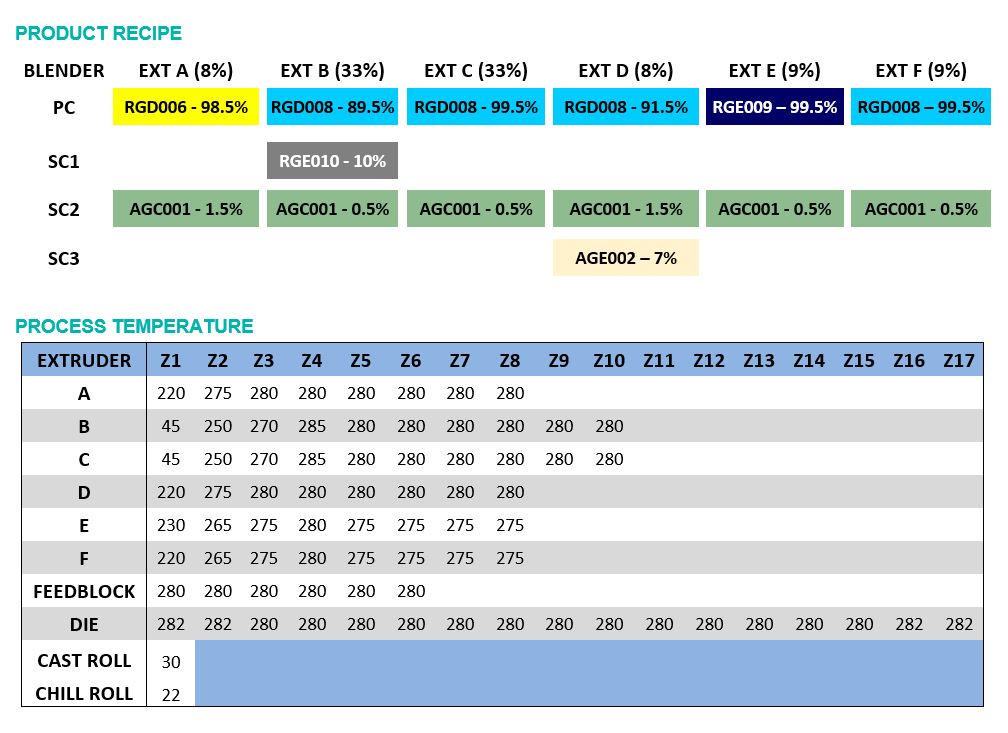 PRODUCT RECIPE
BLENDER EXT A (8%) EXT B (33%) EXT C (33%) EXT D (8%) EXT E (9%) EXT F (9%)
PC RGD006 - 98.5% RGD008 - 89.5% RGD008 - 99.5% RGD008 - 91.5% RGE009 – 99.5% RGD008 – 99.5%
SC1 RGE010 - 10%
SC2 AGC001 - 1.5% AGC001 - 0.5% AGC001 - 0.5% AGC001 - 1.5% AGC001 - 0.5% AGC001 - 0.5%
SC3 AGE002 – 7%
PROCESS TEMPERATURE
EXTRUDER Z1 Z2 Z3 Z4 Z5 Z6 Z7 Z8 Z9 Z10 Z11 Z12 Z13 Z14 Z15 Z16 Z17
A 220 275 280 280 280 280 280 280
B 45 250 270 285 280 280 280 280 280 280
C 45 250 270 285 280 280 280 280 280 280
D 220 275 280 280 280 280 280 280
E 230 265 275 280 275 275 275 275
F 220 265 275 280 275 275 275 275
FEEDBLOCK 280 280 280 280 280 280
DIE 282 282 280 280 280 280 280 280 280 280 280 280 280 280 280 282 282
CAST ROLL 30
CHILL ROLL 22